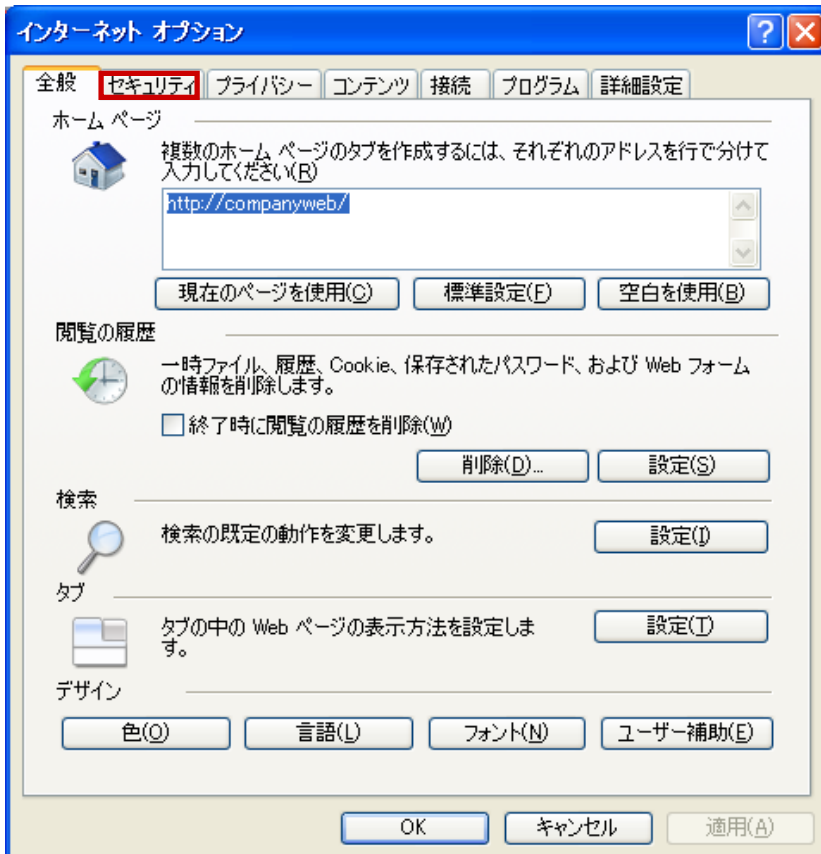 インターネット オプション
全般 セキュリティ プライバシー コンテンツ 接続 プログラム 詳細設定
ホーム ページ
複数のホーム ページのタブを作成するには、それぞれのアドレスを行で分けて
入力してください(R)
http://companyweb/
現在のページを使用(C) 標準設定(F) 空白を使用(B)
閲覧の履歴
一時ファイル、履歴、Cookie、保存されたパスワード、および Web フォーム
の情報を削除します。
終了時に閲覧の履歴を削除(W)
削除(D)... 設定(S)
検索
検索の既定の動作を変更します。
設定(I)
タブ
タブの中の Web ページの表示方法を設定しま
す。
設定(T)
デザイン
色(O) 言語(L) フォント(N) ユーザー補助(E)
OK キャンセル 適用(A)